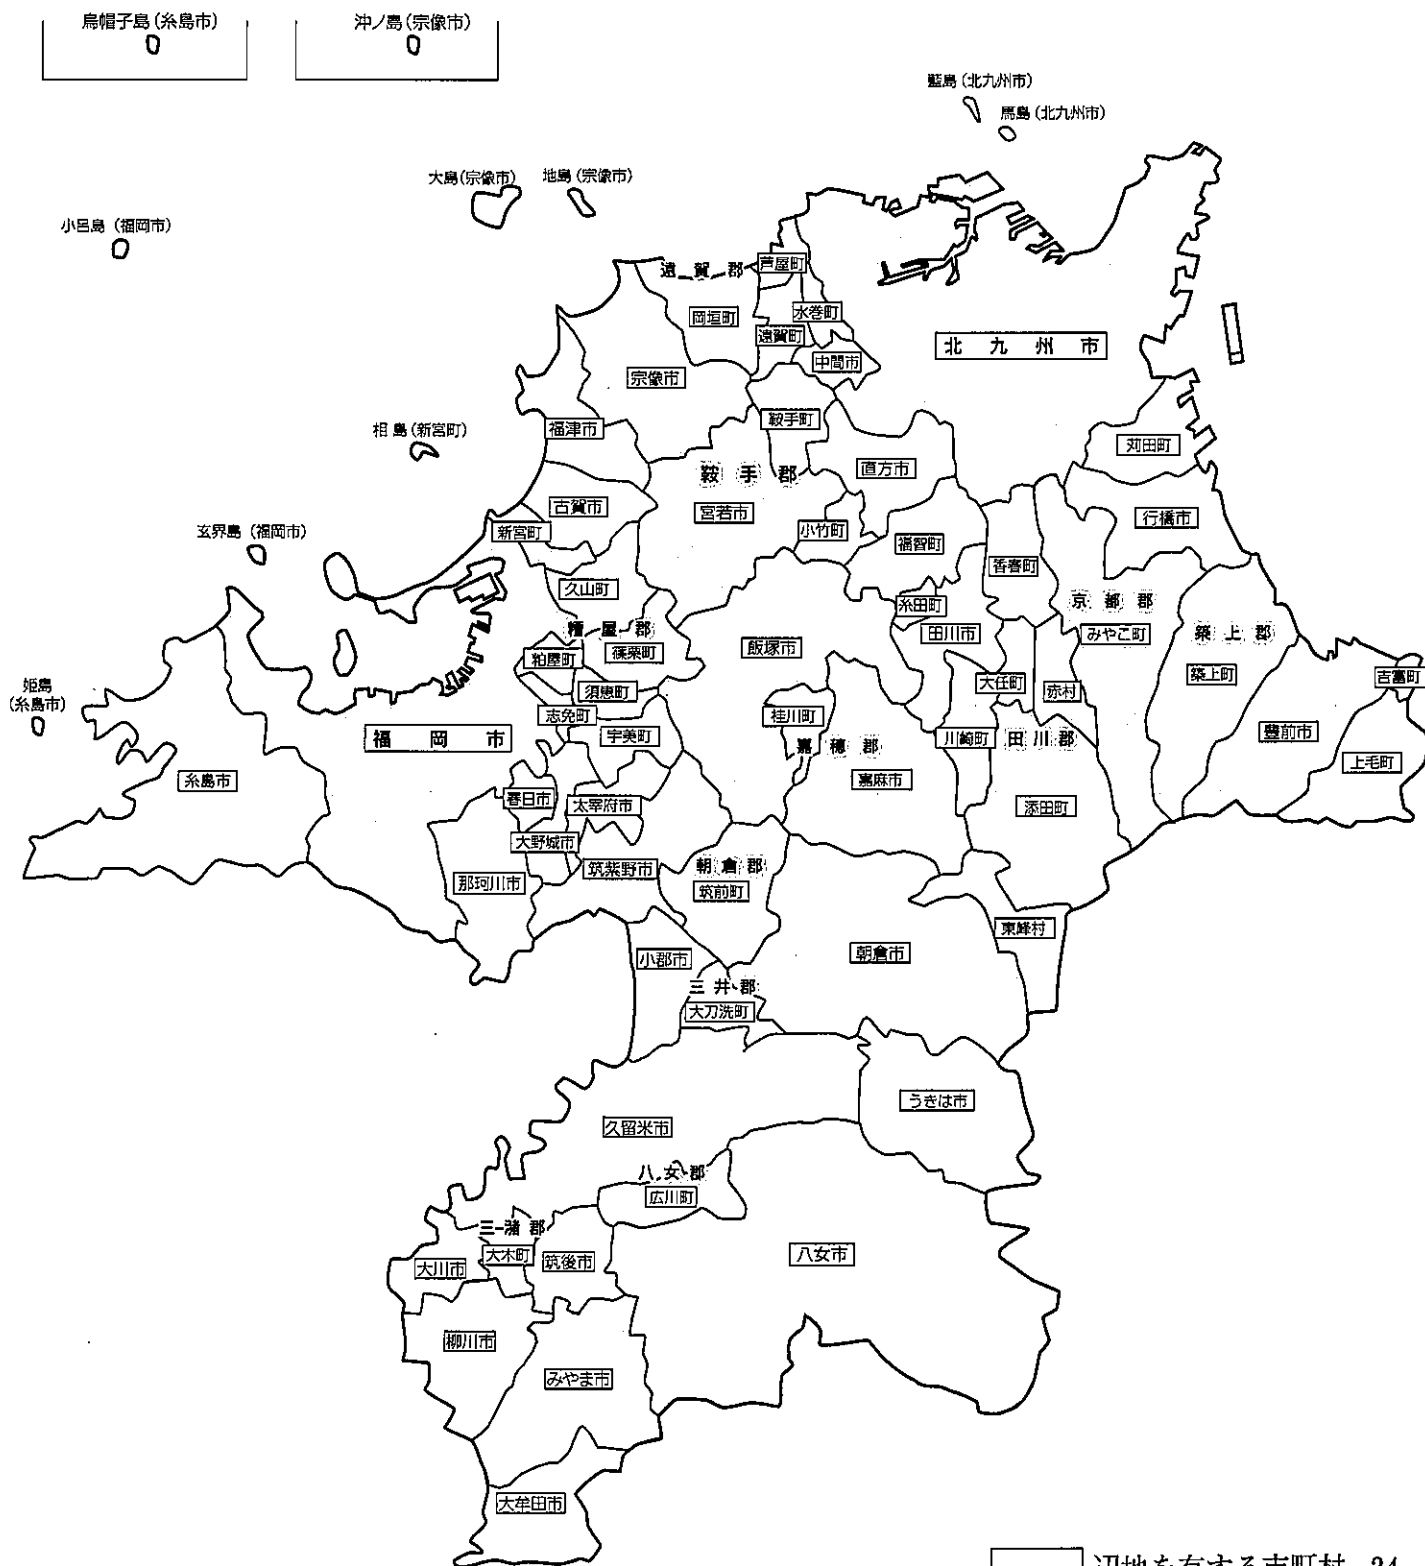 烏帽子島(糸島市)
沖ノ島(宗像市)
藍島(北九州市)
馬島(北九州市)
大島(宗像市)
地島(宗像市)
小呂島(福岡市)
遠賀郡
芦屋町
岡垣町
水巻町
遠賀町
北九州市
中間市
宗像市
鞍手町
福津市
相島(新宮町)
苅田町
直方市
鞍手郡
古賀市
宮若市
行橋市
新宮町
小竹町
玄界島(福岡市)
福智町
香春町
久山町
糸田町
京都郡
糟屋郡
田川市
みやこ町
築上郡
篠栗町
飯塚市
粕屋町
築上町
吉富町
姫島
(糸島市)
須恵町
大任町
赤村
志免町
桂川町
福岡市
宇美町
嘉穂郡
川崎町
田川郡
豊前市
上毛町
糸島市
嘉麻市
春日市
太宰府市
添田町
大野城市
筑紫野市
朝倉郡
那珂川市
筑前町
東峰村
小郡市
朝倉市
三井郡
大刀洗町
うきは市
久留米市
八女郡
広川町
三潴郡
大木町
筑後市
八女市
大川市
柳川市
みやま市
大牟田市
辺地を有する市町村 24